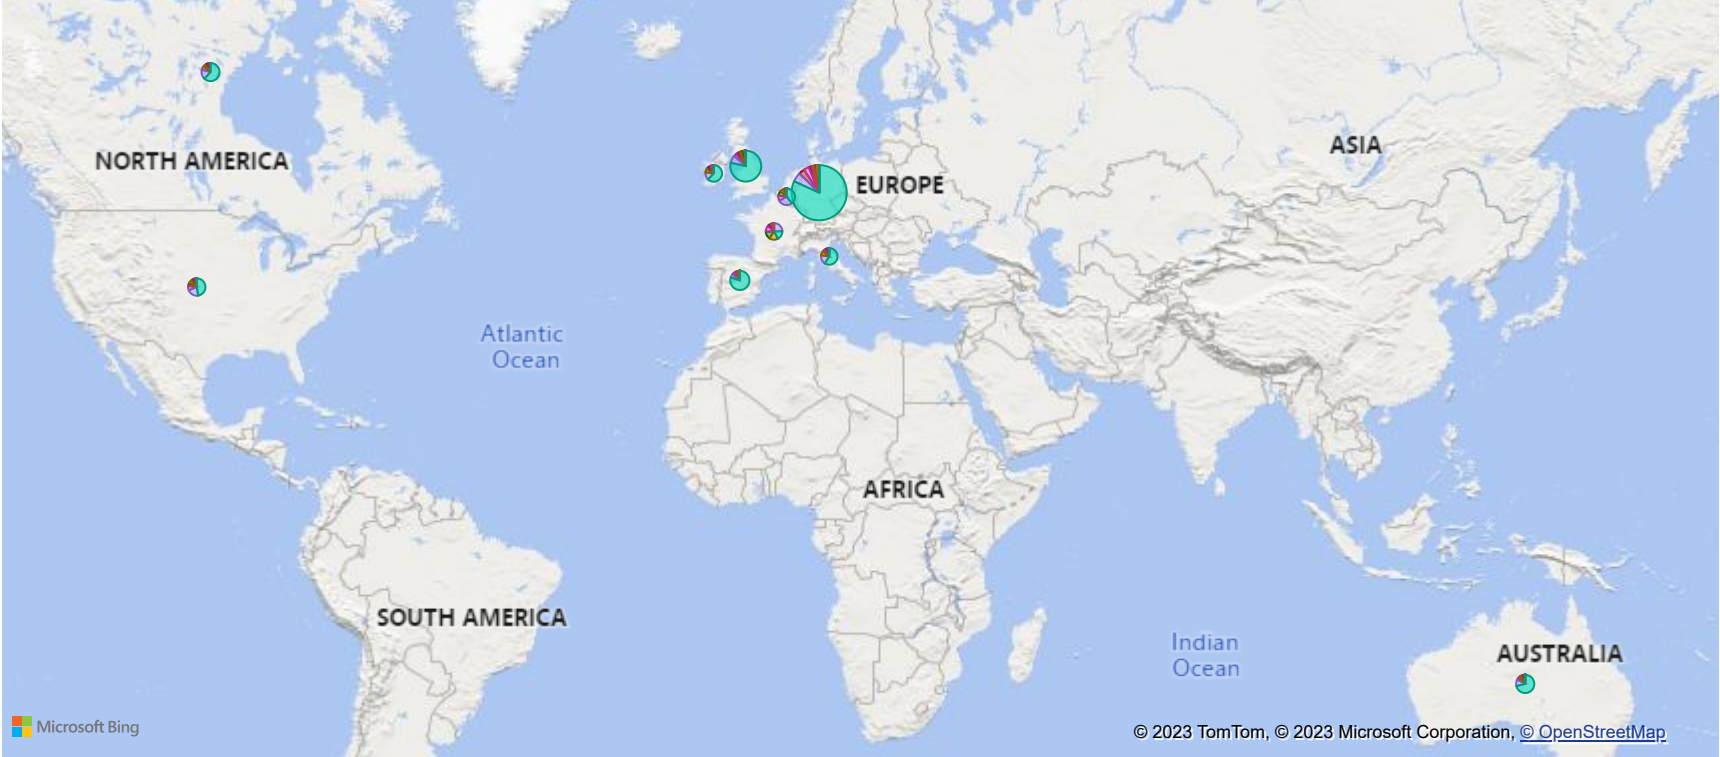 NORTH AMERICA
ASIA
EUROPE
Atlantic
Ocean
AFRICA
SOUTH AMERICA
Indian
Ocean
AUSTRALIA
Microsoft Bing
© 2023 TomTom, © 2023 Microsoft Corporation, © OpenStreetMap